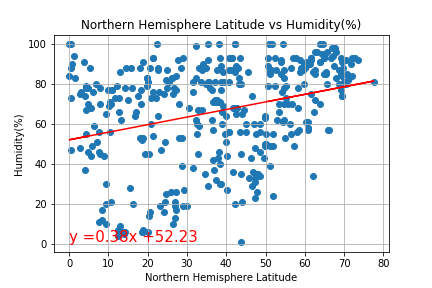 Northern Hemisphere Latitude vs Humidity(%)
100
80
60
40
20
0
Humidity(%)
y =0.38x +52.23
0 10 20 30 40 50 60 70 80
Northern Hemisphere Latitude